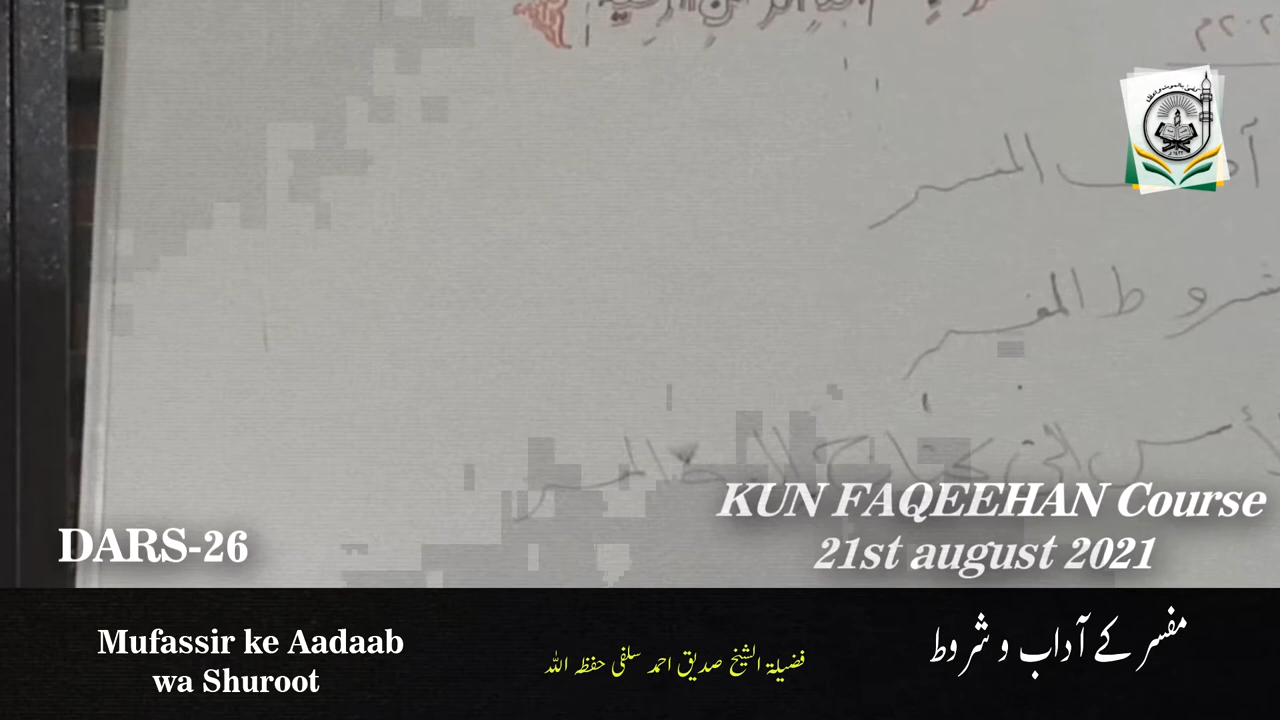 آداب المفسر
شروط المفسر
KUN FAQEEHAN Course
21st august 2021
DARS-26
Mufassir ke Aadaab
wa Shuroot
فضیلۃ الشیخ صدیق احمد سلفی حفظہ اللہ
مفسر کے آداب و شروط